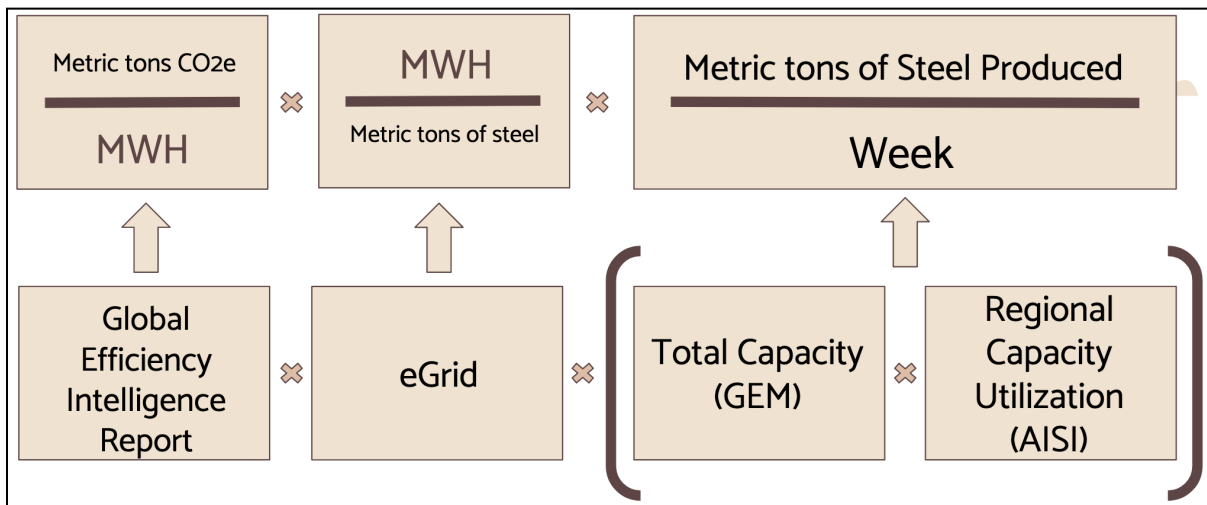 Metric tons CO2e
MWH
MWH
Metric tons of steel
Metric tons of Steel Produced
Week
Global
Efficiency
Intelligence
Report
eGrid
Total Capacity
(GEM)
Regional
Capacity
Utilization
(AISI)